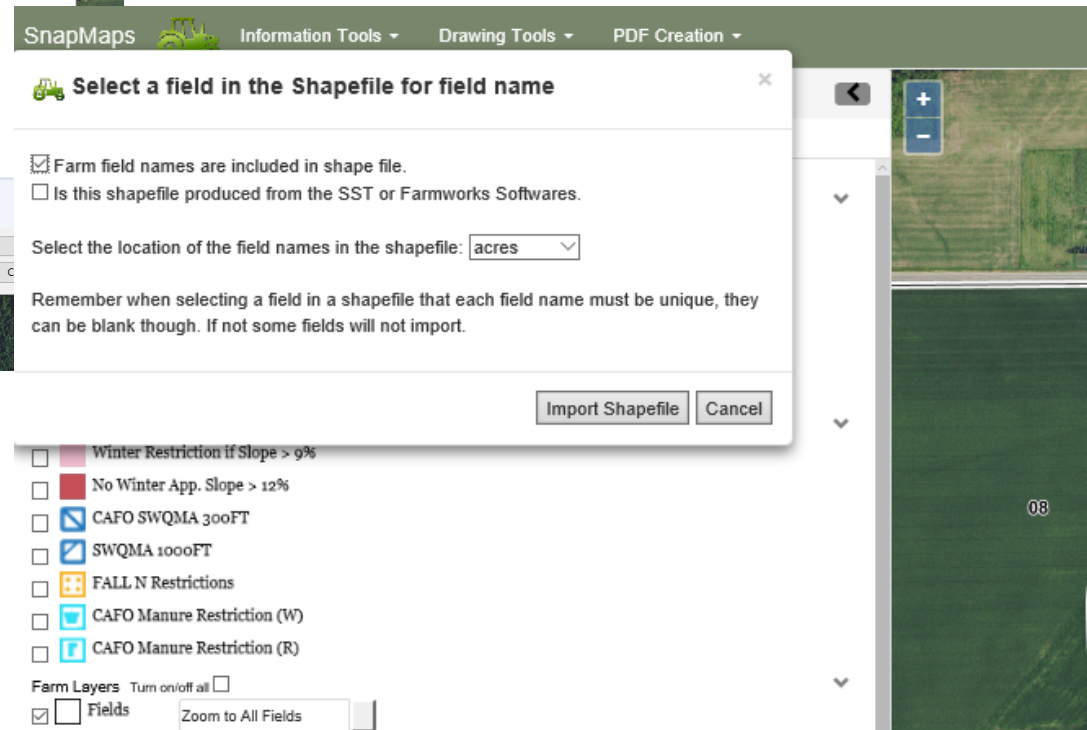 SnapMaps Information Tools Drawing Tools PDF Creation
Select a field in the Shapefile for field name ×
Farm field names are included in shape file.
Is this shapefile produced from the SST or Farmworks Softwares.
Select the location of the field names in the shapefile: acres
Remember when selecting a field in a shapefile that each field name must be unique, they
can be blank though. If not some fields will not import.
Import Shapefile Cancel
Winter Restriction if Slope > 9%
No Winter App. Slope > 12%
CAFO SWQMA 300FT
SWQMA 1000FT
FALL N Restrictions
CAFO Manure Restriction (W)
CAFO Manure Restriction (R)
Farm Layers Turn on/off all
Fields Zoom to All Fields
+
-
08